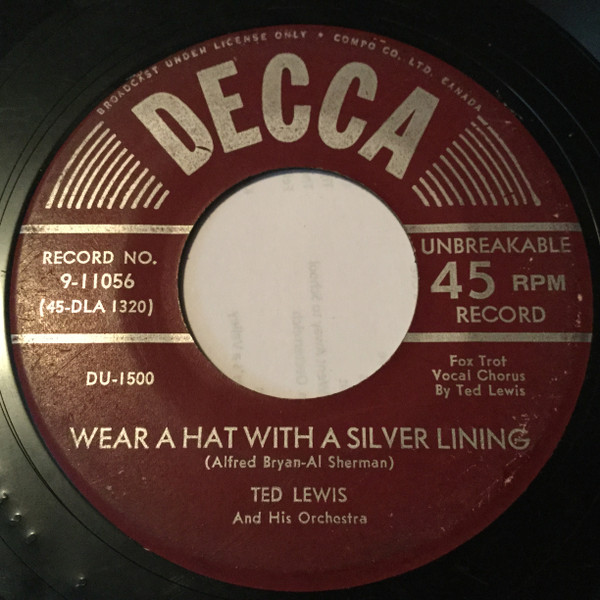 BROADCAST UNDER LICENSE ONLY • COMPO CO. LTD. CANADA
DECCA
RECORD NO.
9-11056
(45-DLA 1320)
UNBREAKABLE
45 RPM
RECORD
DU-1500
Fox Trot
Vocal Chorus
By Ted Lewis
WEAR A HAT WITH A SILVER LINING
(Alfred Bryan-Al Sherman)
TED LEWIS
And His Orchestra